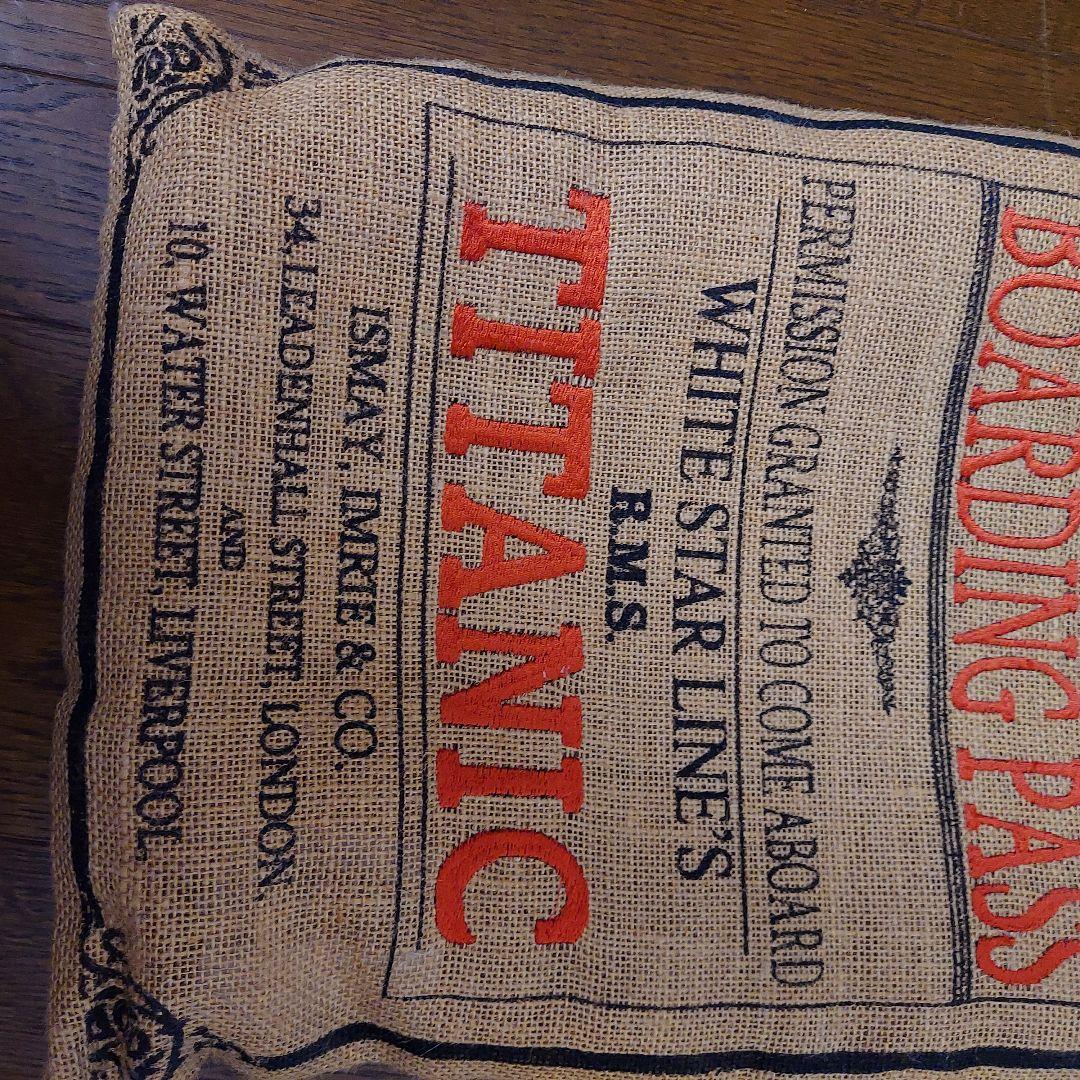 BOARDING PASS
PERMISSION GRANTED TO COME ABOARD
WHITE STAR LINE'S
R.M.S.
TITANIC
ISMAY, IMRIE & CO.
34, LEADENHALL STREET, LONDON
AND
10, WATER STREET, LIVERPOOL.